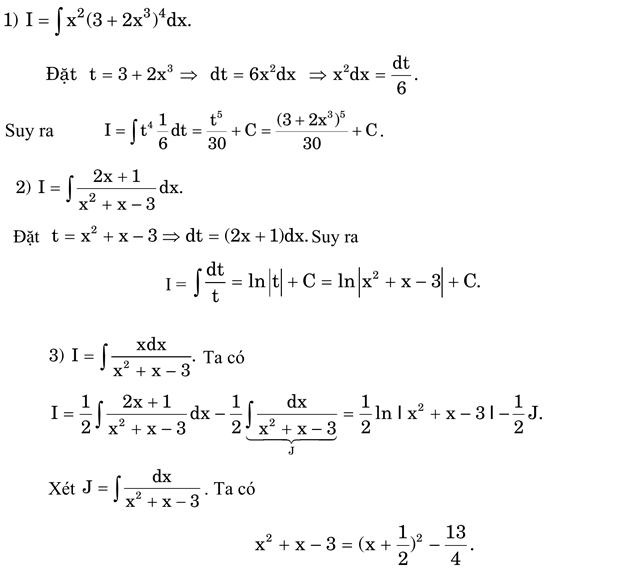 1) I = ∫ x²(3 + 2x³)⁴dx.
Đặt t = 3 + 2x³ ⇒ dt = 6x²dx ⇒ x²dx = dt/6.
Suy ra I = ∫ t⁴ 1/6 dt = t⁵/30 + C = (3 + 2x³)⁵/30 + C.
2) I = ∫ (2x + 1)/(x² + x − 3) dx.
Đặt t = x² + x − 3 ⇒ dt = (2x + 1)dx. Suy ra
I = ∫ dt/t = ln|t| + C = ln|x² + x − 3| + C.
3) I = ∫ xdx/(x² + x − 3). Ta có
I = 1/2 ∫ (2x + 1)/(x² + x − 3) dx − 1/2 ∫ dx/(x² + x − 3) = 1/2 ln | x² + x − 3 | − 1/2 J.
J
Xét J = ∫ dx/(x² + x − 3). Ta có
x² + x − 3 = (x + 1/2)² − 13/4.